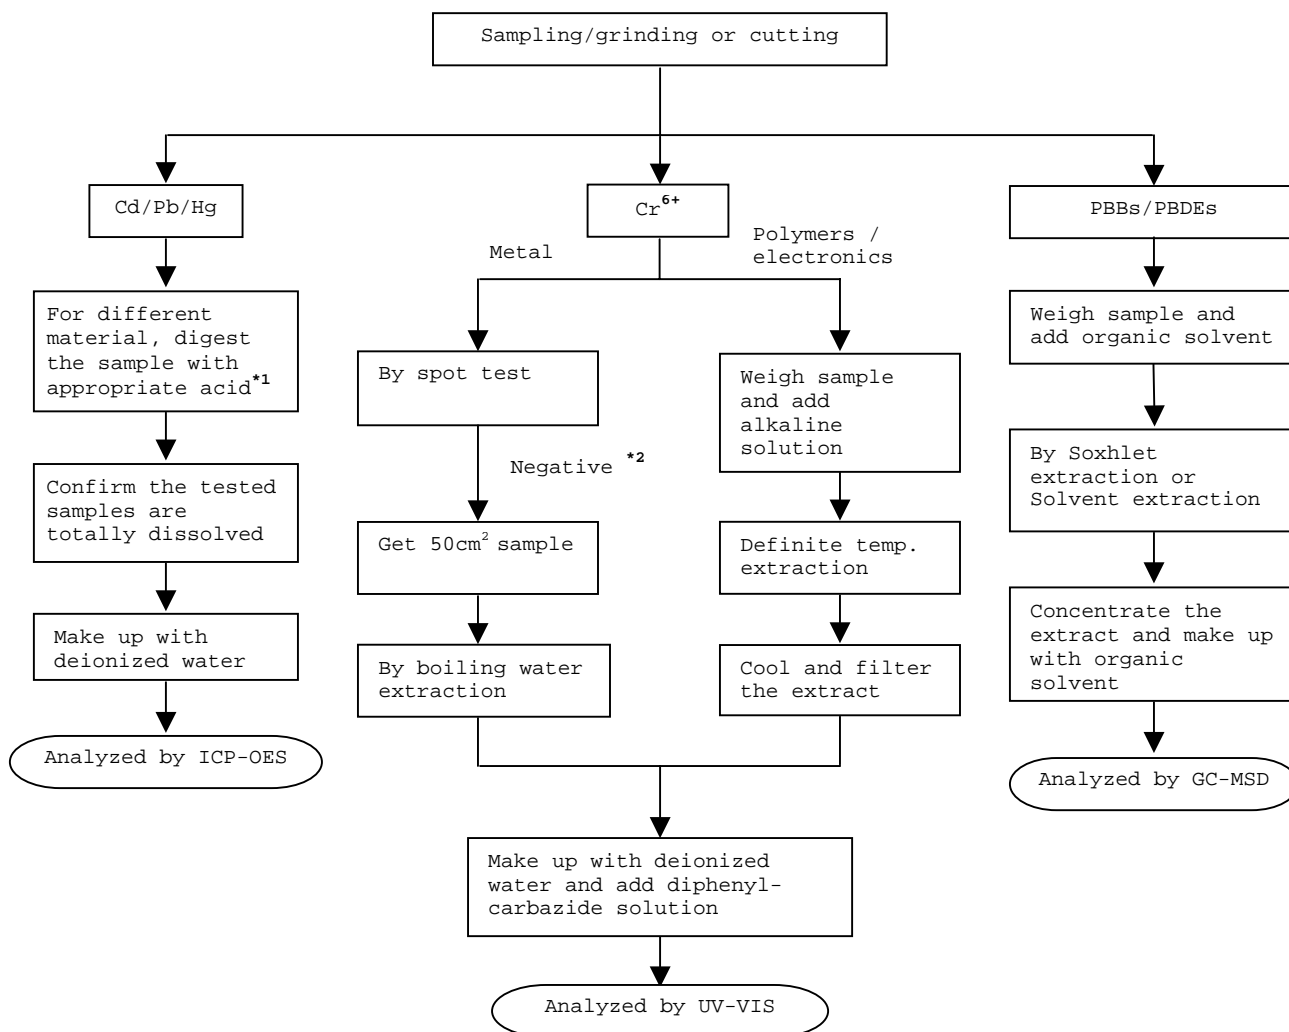 Sampling/grinding or cutting
Cd/Pb/Hg
For different
material, digest
the sample with
appropriate acid*1
Confirm the tested
samples are
totally dissolved
Make up with
deionized water
Analyzed by ICP-OES
Cr6+
Metal
By spot test
Negative *2
Get 50cm2 sample
By boiling water
extraction
Polymers /
electronics
Weigh sample
and add
alkaline
solution
Definite temp.
extraction
Cool and filter
the extract
Make up with deionized
water and add diphenyl-
carbazide solution
Analyzed by UV-VIS
PBBs/PBDEs
Weigh sample and
add organic solvent
By Soxhlet
extraction or
Solvent extraction
Concentrate the
extract and make up
with organic
solvent
Analyzed by GC-MSD